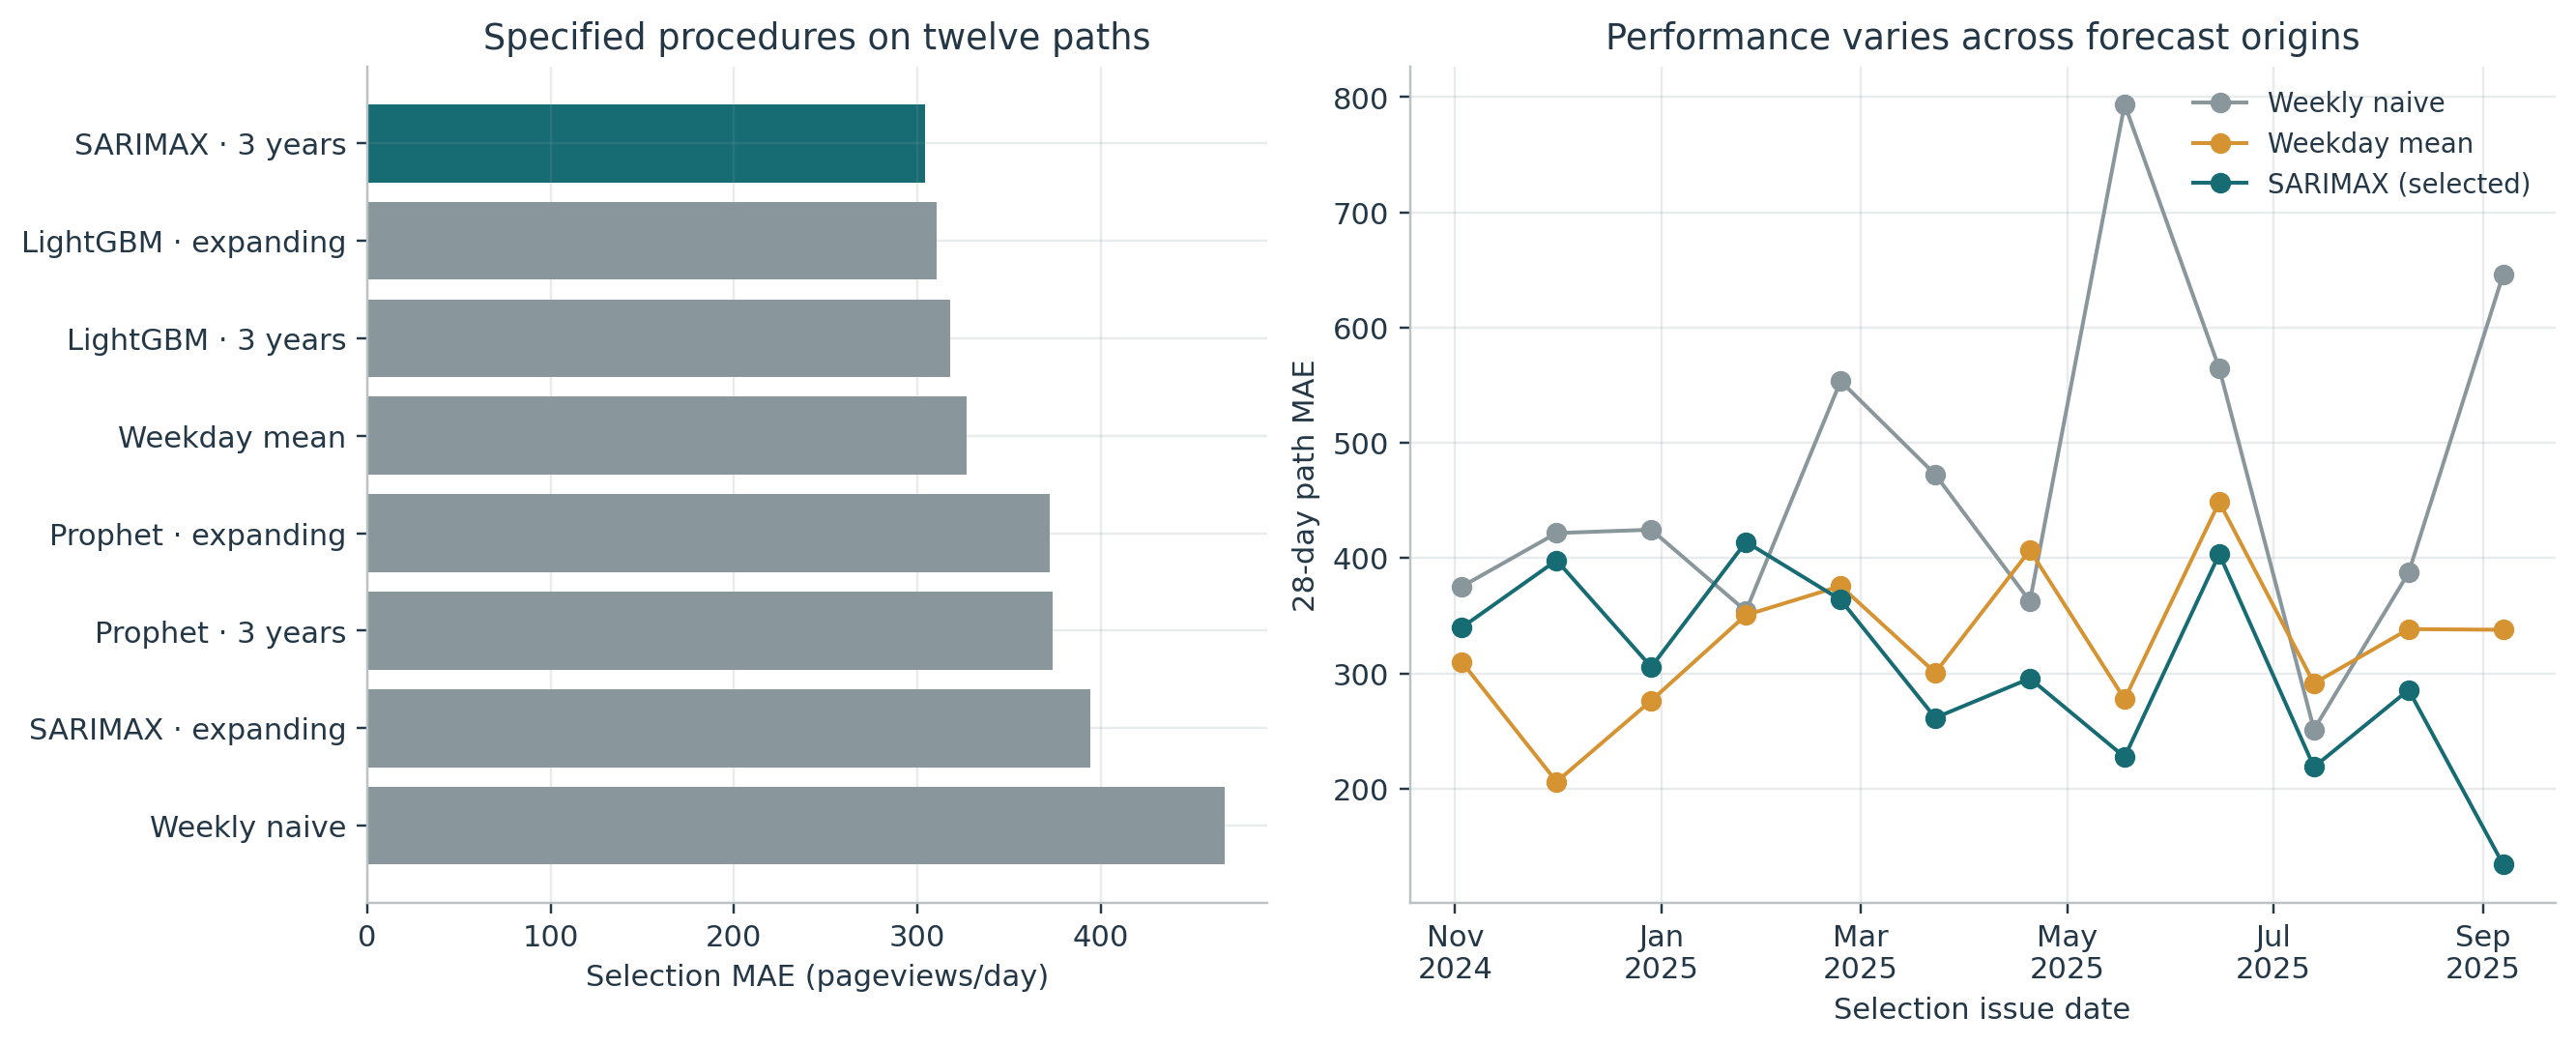 Specified procedures on twelve paths
SARIMAX · 3 years
LightGBM · expanding
LightGBM · 3 years
Weekday mean
Prophet · expanding
Prophet · 3 years
SARIMAX · expanding
Weekly naive
0 100 200 300 400
Selection MAE (pageviews/day)
Performance varies across forecast origins
Weekly naive
Weekday mean
SARIMAX (selected)
800
700
600
500
400
300
200
28-day path MAE
Nov Jan Mar May Jul Sep
2024 2025 2025 2025 2025 2025
Selection issue date